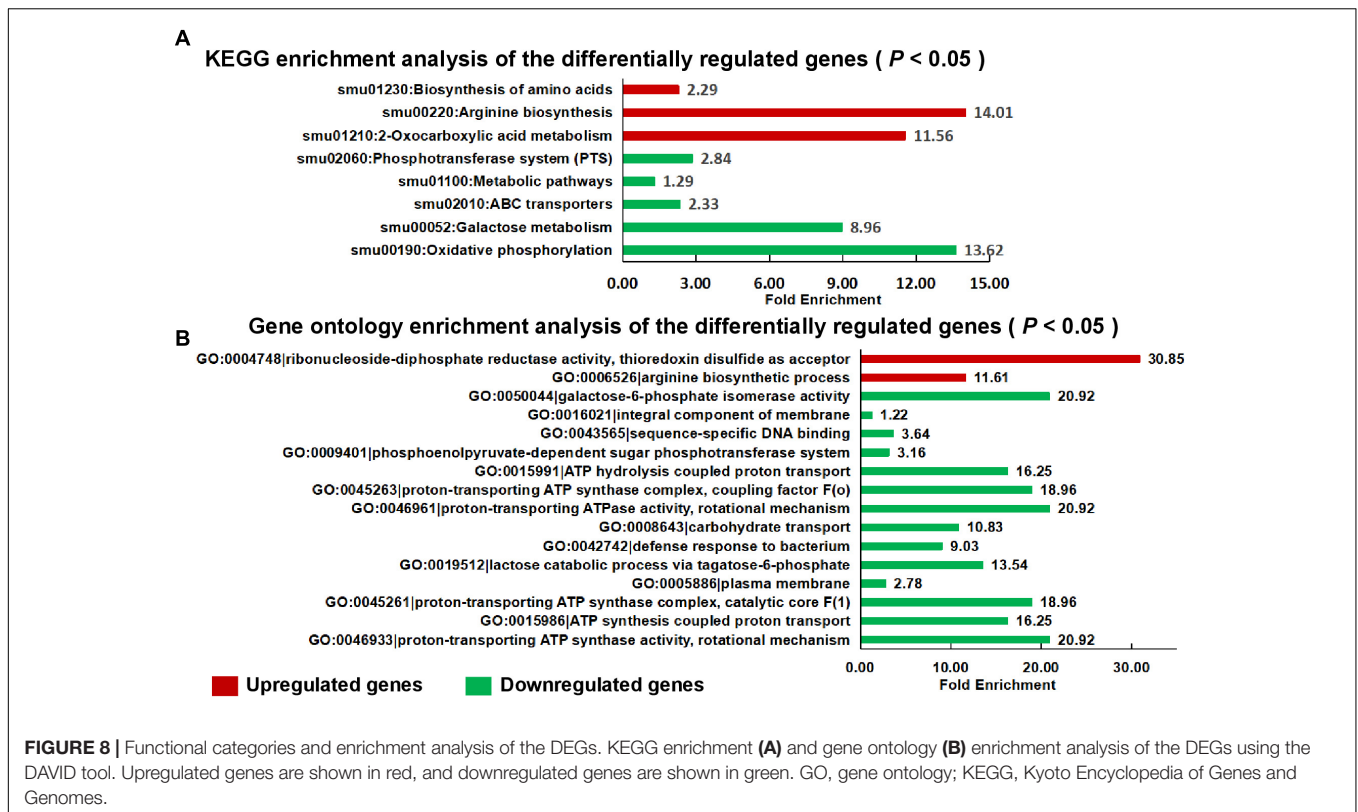 A
KEGG enrichment analysis of the differentially regulated genes ( P < 0.05 )
smu01230:Biosynthesis of amino acids 2.29
smu00220:Arginine biosynthesis 14.01
smu01210:2-Oxocarboxylic acid metabolism 11.56
smu02060:Phosphotransferase system (PTS) 2.84
smu01100:Metabolic pathways 1.29
smu02010:ABC transporters 2.33
smu00052:Galactose metabolism 8.96
smu00190:Oxidative phosphorylation 13.62
0.00 3.00 6.00 9.00 12.00 15.00
Fold Enrichment
B
Gene ontology enrichment analysis of the differentially regulated genes ( P < 0.05 )
GO:0004748|ribonucleoside-diphosphate reductase activity, thioredoxin disulfide as acceptor 30.85
GO:0006526|arginine biosynthetic process 11.61
GO:0050044|galactose-6-phosphate isomerase activity 20.92
GO:0016021|integral component of membrane 1.22
GO:0043565|sequence-specific DNA binding 3.64
GO:0009401|phosphoenolpyruvate-dependent sugar phosphotransferase system 3.16
GO:0015991|ATP hydrolysis coupled proton transport 16.25
GO:0045263|proton-transporting ATP synthase complex, coupling factor F(o) 18.96
GO:0046961|proton-transporting ATPase activity, rotational mechanism 20.92
GO:0008643|carbohydrate transport 10.83
GO:0042742|defense response to bacterium 9.03
GO:0019512|lactose catabolic process via tagatose-6-phosphate 13.54
GO:0005886|plasma membrane 2.78
GO:0045261|proton-transporting ATP synthase complex, catalytic core F(1) 18.96
GO:0015986|ATP synthesis coupled proton transport 16.25
GO:0046933|proton-transporting ATP synthase activity, rotational mechanism 20.92
0.00 10.00 20.00 30.00
Fold Enrichment
Upregulated genes Downregulated genes
FIGURE 8 | Functional categories and enrichment analysis of the DEGs. KEGG enrichment (A) and gene ontology (B) enrichment analysis of the DEGs using the
DAVID tool. Upregulated genes are shown in red, and downregulated genes are shown in green. GO, gene ontology; KEGG, Kyoto Encyclopedia of Genes and
Genomes.